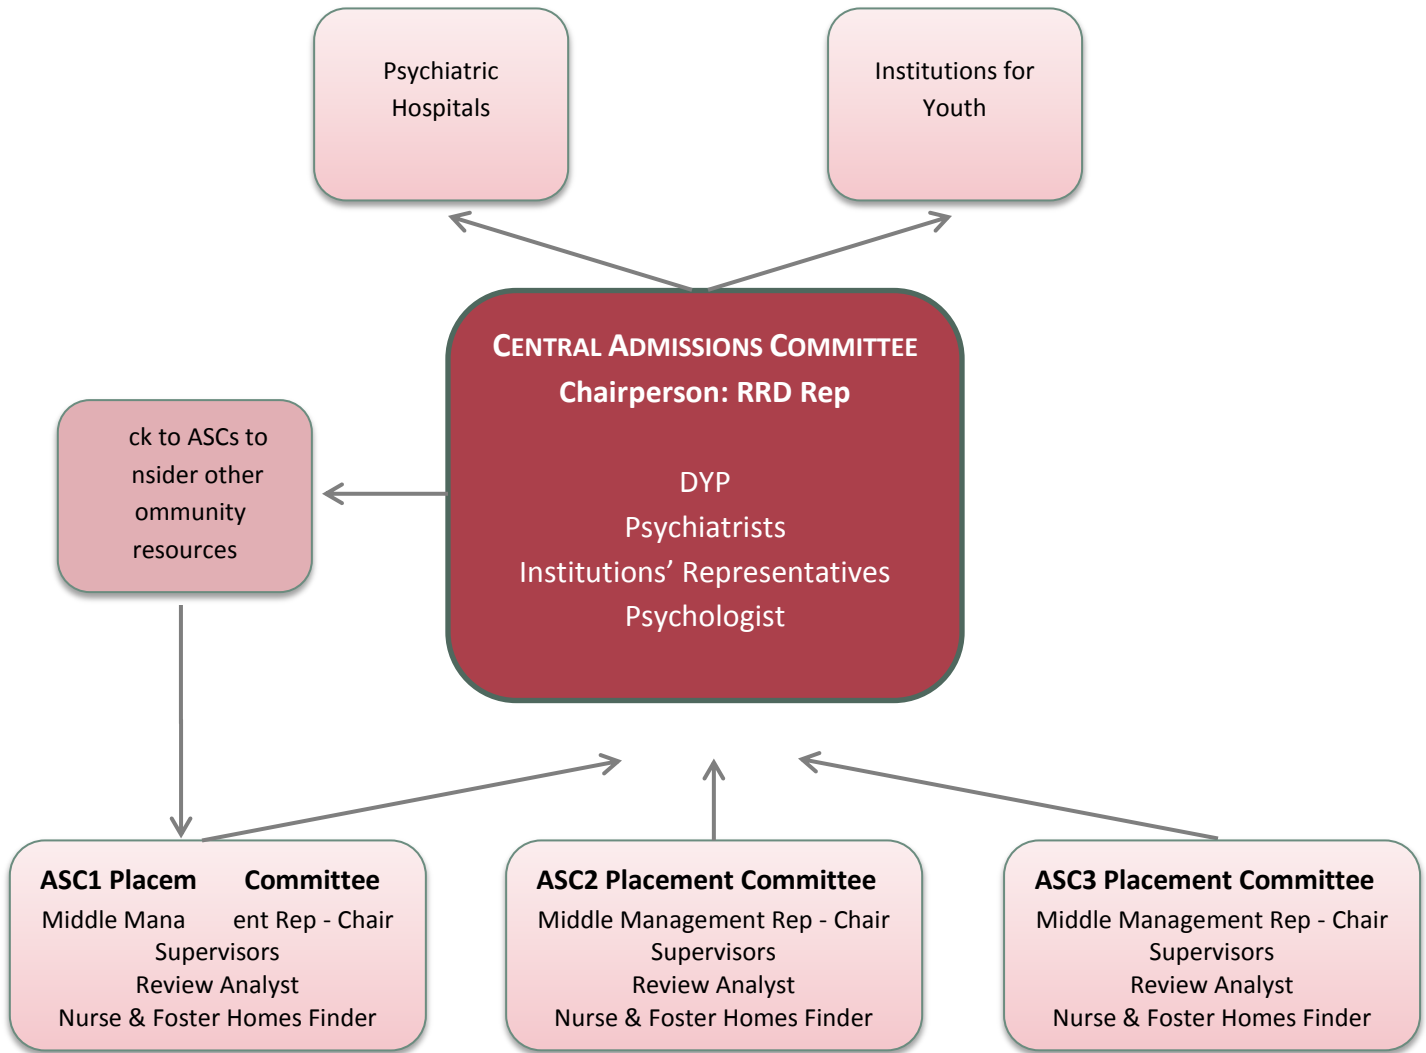 Psychiatric
Hospitals
Institutions for
Youth
CENTRAL ADMISSIONS COMMITTEE
Chairperson: RRD Rep
DYP
Psychiatrists
Institutions’ Representatives
Psychologist
ck to ASCs to
nsider other
ommunity
resources
ASC1 Placem Committee
Middle Mana ent Rep - Chair
Supervisors
Review Analyst
Nurse & Foster Homes Finder
ASC2 Placement Committee
Middle Management Rep - Chair
Supervisors
Review Analyst
Nurse & Foster Homes Finder
ASC3 Placement Committee
Middle Management Rep - Chair
Supervisors
Review Analyst
Nurse & Foster Homes Finder